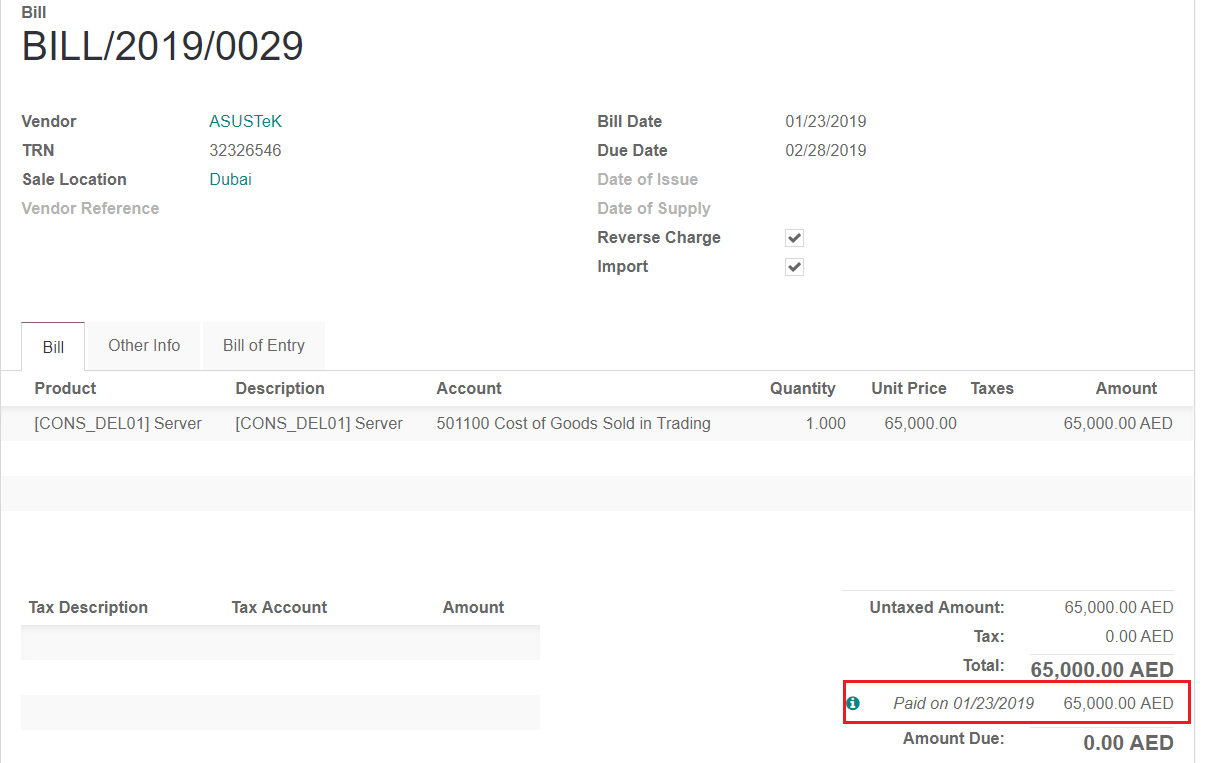 Bill
BILL/2019/0029
Vendor ASUSTeK Bill Date 01/23/2019
TRN 32326546 Due Date 02/28/2019
Sale Location Dubai Date of Issue
Vendor Reference Date of Supply
Reverse Charge
Import
Bill Other Info Bill of Entry
Product Description Account Quantity Unit Price Taxes Amount
[CONS_DEL01] Server [CONS_DEL01] Server 501100 Cost of Goods Sold in Trading 1.000 65,000.00 65,000.00 AED
Tax Description Tax Account Amount Untaxed Amount: 65,000.00 AED
Tax: 0.00 AED
Total: 65,000.00 AED
Paid on 01/23/2019 65,000.00 AED
Amount Due: 0.00 AED